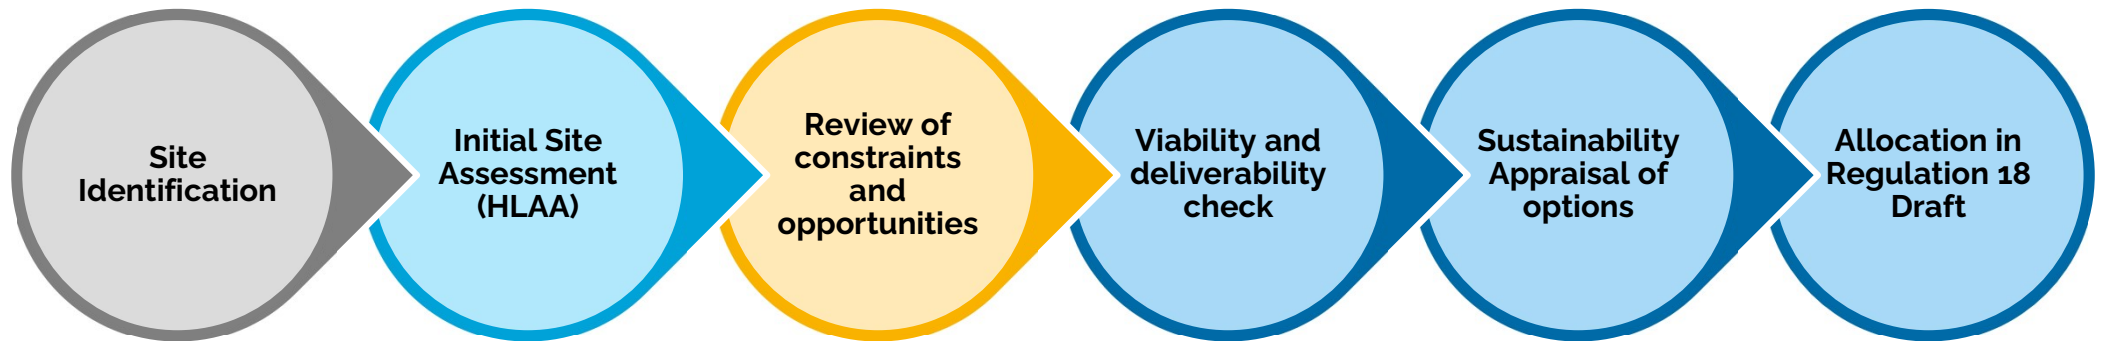 Site
Identification
Initial Site
Assessment
(HLAA)
Review of
constraints
and
opportunities
Viability and
deliverability
check
Sustainability
Appraisal of
options
Allocation in
Regulation 18
Draft